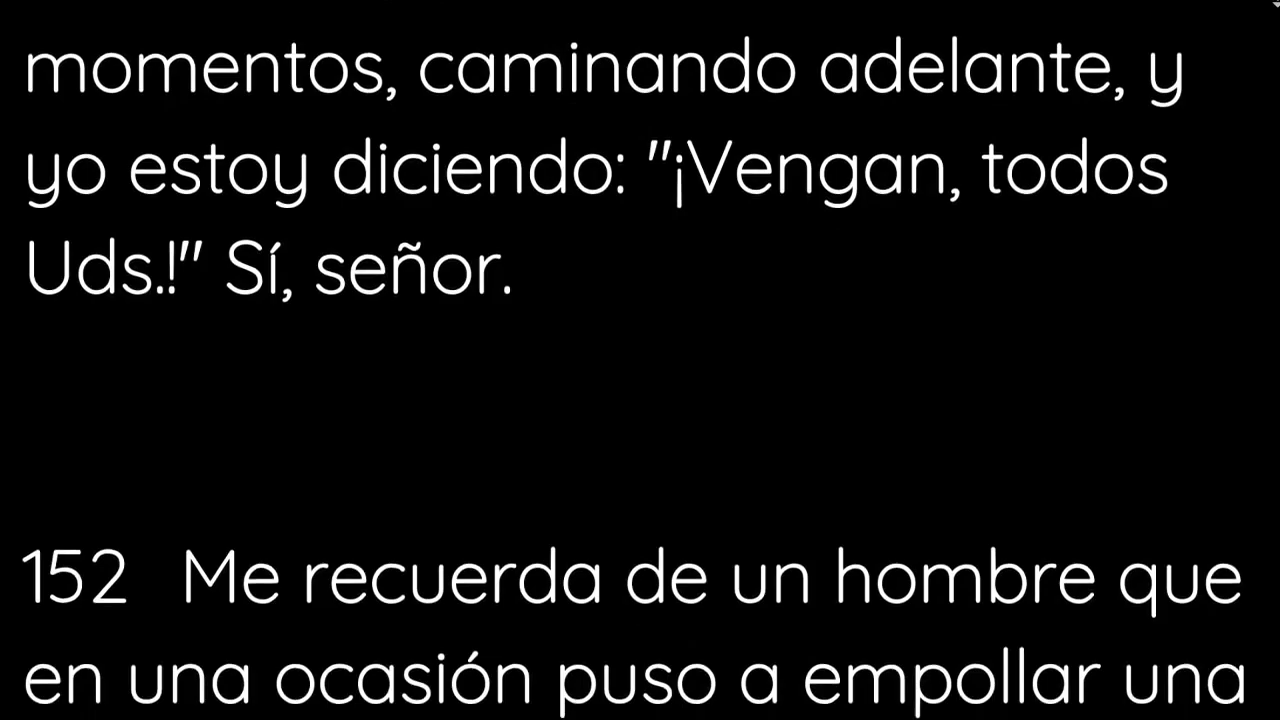 momentos, caminando adelante, y
yo estoy diciendo: "¡Vengan, todos
Uds.!" Sí, señor.
152 Me recuerda de un hombre que
en una ocasión puso a empollar una